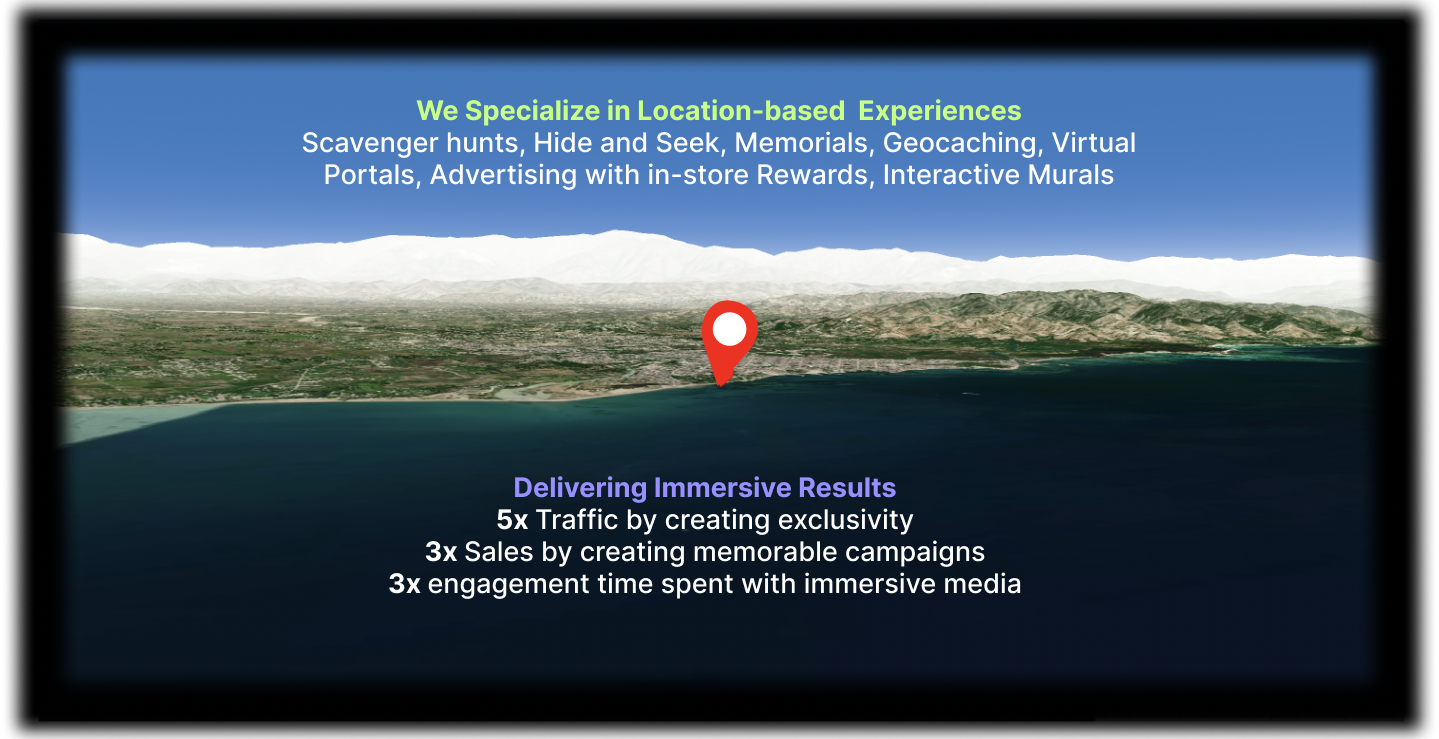 We Specialize in Location-based  Experiences
Scavenger hunts, Hide and Seek, Memorials, Geocaching, Virtual
Portals, Advertising with in-store Rewards, Interactive Murals
Delivering Immersive Results
5x Traffic by creating exclusivity
3x Sales by creating memorable campaigns
3x engagement time spent with immersive media